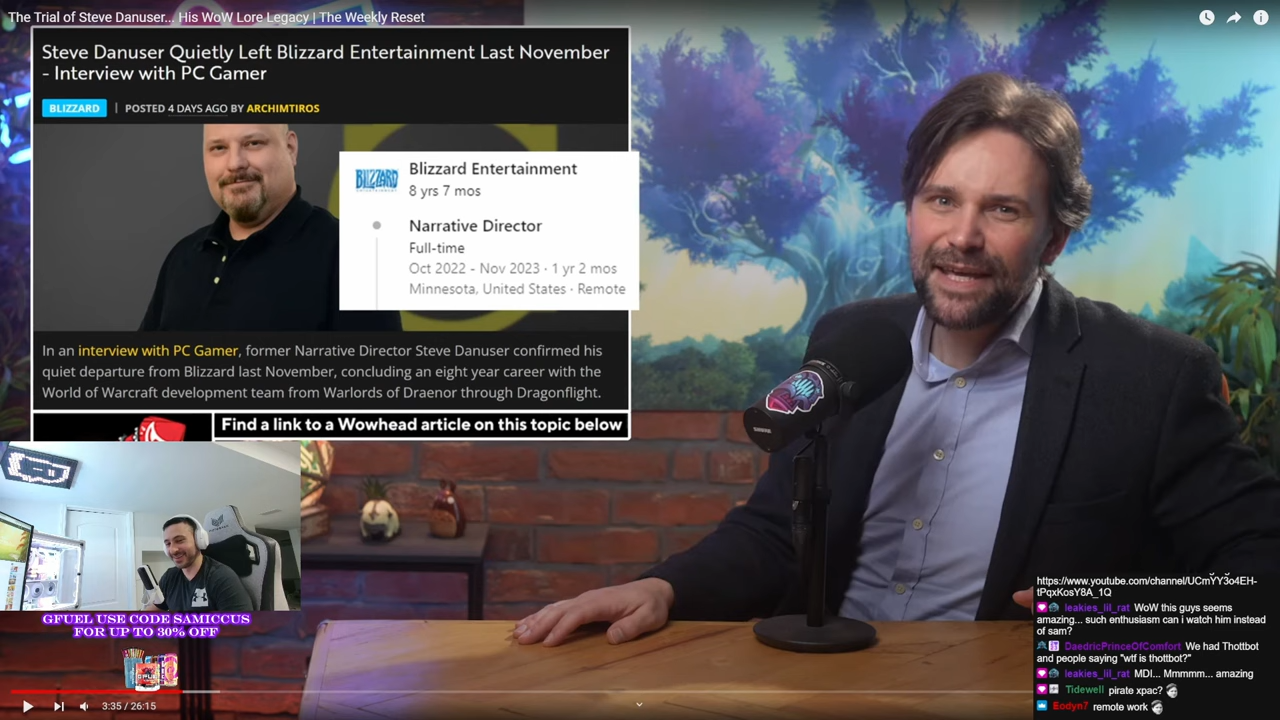 The Trial of Steve Danuser... His WoW Lore Legacy | The Weekly Reset
Steve Danuser Quietly Left Blizzard Entertainment Last November
- Interview with PC Gamer
BLIZZARD | POSTED 4 DAYS AGO BY ARCHIMTIROS
BLIZZARD
ENTERTAINMENT
Blizzard Entertainment
8 yrs 7 mos
Narrative Director
Full-time
Oct 2022 - Nov 2023 · 1 yr 2 mos
Minnesota, United States · Remote
In an interview with PC Gamer, former Narrative Director Steve Danuser confirmed his
quiet departure from Blizzard last November, concluding an eight year career with the
World of Warcraft development team from Warlords of Draenor through Dragonflight.
Find a link to a Wowhead article on this topic below
SHURE
GFUEL USE CODE SAMICCUS
FOR UP TO 30% OFF
https://www.youtube.com/channel/UCmYY3o4EH-
tPqxKosY8A_1Q
leakies_lil_rat WoW this guys seems
amazing... such enthusiasm can i watch him instead
of sam?
DaedricPrinceOfComfort We had Thottbot
and people saying "wtf is thottbot?"
leakies_lil_rat MDI... Mmmmm... amazing
Tidewell pirate xpac?
Eodyn7 remote work
3:35 / 26:15